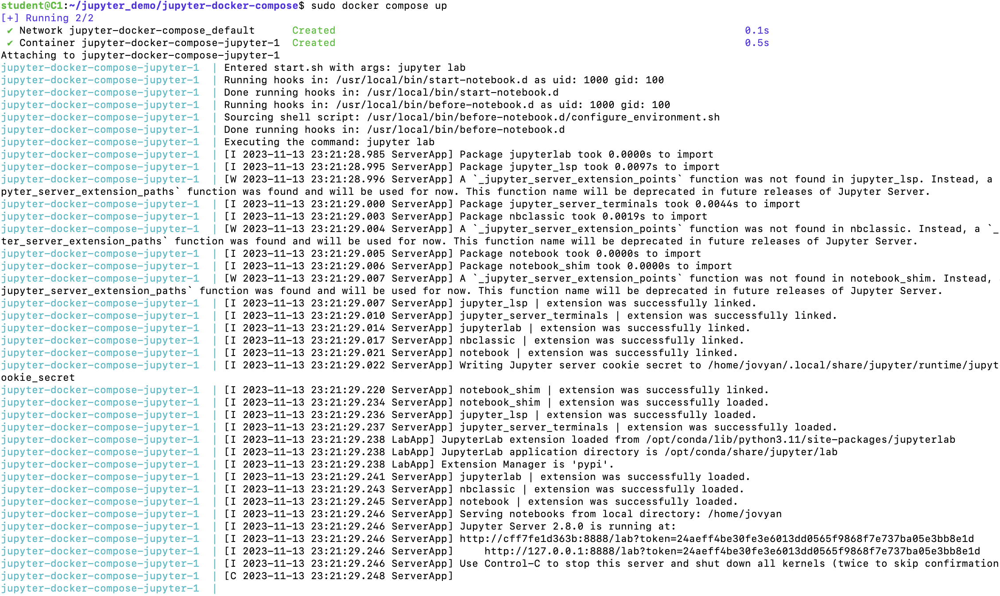 student@C1:~/jupyter_demo/jupyter-docker-compose$ sudo docker compose up
[+] Running 2/2
✔ Network jupyter-docker-compose_default Created 0.1s
✔ Container jupyter-docker-compose-jupyter-1 Created 0.5s
Attaching to jupyter-docker-compose-jupyter-1
jupyter-docker-compose-jupyter-1 | Entered start.sh with args: jupyter lab
jupyter-docker-compose-jupyter-1 | Running hooks in: /usr/local/bin/start-notebook.d as uid: 1000 gid: 100
jupyter-docker-compose-jupyter-1 | Done running hooks in: /usr/local/bin/start-notebook.d
jupyter-docker-compose-jupyter-1 | Running hooks in: /usr/local/bin/before-notebook.d as uid: 1000 gid: 100
jupyter-docker-compose-jupyter-1 | Sourcing shell script: /usr/local/bin/before-notebook.d/configure_environment.sh
jupyter-docker-compose-jupyter-1 | Done running hooks in: /usr/local/bin/before-notebook.d
jupyter-docker-compose-jupyter-1 | Executing the command: jupyter lab
jupyter-docker-compose-jupyter-1 | [I 2023-11-13 23:21:28.985 ServerApp] Package jupyterlab took 0.0000s to import
jupyter-docker-compose-jupyter-1 | [I 2023-11-13 23:21:28.995 ServerApp] Package jupyter_lsp took 0.0097s to import
jupyter-docker-compose-jupyter-1 | [W 2023-11-13 23:21:28.996 ServerApp] A `_jupyter_server_extension_points` function was not found in jupyter_lsp. Instead, a
pyter_server_extension_paths` function was found and will be used for now. This function name will be deprecated in future releases of Jupyter Server.
jupyter-docker-compose-jupyter-1 | [I 2023-11-13 23:21:29.000 ServerApp] Package jupyter_server_terminals took 0.0044s to import
jupyter-docker-compose-jupyter-1 | [I 2023-11-13 23:21:29.003 ServerApp] Package nbclassic took 0.0019s to import
jupyter-docker-compose-jupyter-1 | [W 2023-11-13 23:21:29.004 ServerApp] A `_jupyter_server_extension_points` function was not found in nbclassic. Instead, a `_
ter_server_extension_paths` function was found and will be used for now. This function name will be deprecated in future releases of Jupyter Server.
jupyter-docker-compose-jupyter-1 | [I 2023-11-13 23:21:29.005 ServerApp] Package notebook took 0.0000s to import
jupyter-docker-compose-jupyter-1 | [I 2023-11-13 23:21:29.006 ServerApp] Package notebook_shim took 0.0000s to import
jupyter-docker-compose-jupyter-1 | [W 2023-11-13 23:21:29.007 ServerApp] A `_jupyter_server_extension_points` function was not found in notebook_shim. Instead,
jupyter_server_extension_paths` function was found and will be used for now. This function name will be deprecated in future releases of Jupyter Server.
jupyter-docker-compose-jupyter-1 | [I 2023-11-13 23:21:29.007 ServerApp] jupyter_lsp | extension was successfully linked.
jupyter-docker-compose-jupyter-1 | [I 2023-11-13 23:21:29.010 ServerApp] jupyter_server_terminals | extension was successfully linked.
jupyter-docker-compose-jupyter-1 | [I 2023-11-13 23:21:29.014 ServerApp] jupyterlab | extension was successfully linked.
jupyter-docker-compose-jupyter-1 | [I 2023-11-13 23:21:29.017 ServerApp] nbclassic | extension was successfully linked.
jupyter-docker-compose-jupyter-1 | [I 2023-11-13 23:21:29.021 ServerApp] notebook | extension was successfully linked.
jupyter-docker-compose-jupyter-1 | [I 2023-11-13 23:21:29.022 ServerApp] Writing Jupyter server cookie secret to /home/jovyan/.local/share/jupyter/runtime/jupyt
ookie_secret
jupyter-docker-compose-jupyter-1 | [I 2023-11-13 23:21:29.220 ServerApp] notebook_shim | extension was successfully linked.
jupyter-docker-compose-jupyter-1 | [I 2023-11-13 23:21:29.234 ServerApp] notebook_shim | extension was successfully loaded.
jupyter-docker-compose-jupyter-1 | [I 2023-11-13 23:21:29.236 ServerApp] jupyter_lsp | extension was successfully loaded.
jupyter-docker-compose-jupyter-1 | [I 2023-11-13 23:21:29.237 ServerApp] jupyter_server_terminals | extension was successfully loaded.
jupyter-docker-compose-jupyter-1 | [I 2023-11-13 23:21:29.238 LabApp] JupyterLab extension loaded from /opt/conda/lib/python3.11/site-packages/jupyterlab
jupyter-docker-compose-jupyter-1 | [I 2023-11-13 23:21:29.238 LabApp] JupyterLab application directory is /opt/conda/share/jupyter/lab
jupyter-docker-compose-jupyter-1 | [I 2023-11-13 23:21:29.238 LabApp] Extension Manager is 'pypi'.
jupyter-docker-compose-jupyter-1 | [I 2023-11-13 23:21:29.241 ServerApp] jupyterlab | extension was successfully loaded.
jupyter-docker-compose-jupyter-1 | [I 2023-11-13 23:21:29.243 ServerApp] nbclassic | extension was successfully loaded.
jupyter-docker-compose-jupyter-1 | [I 2023-11-13 23:21:29.245 ServerApp] notebook | extension was successfully loaded.
jupyter-docker-compose-jupyter-1 | [I 2023-11-13 23:21:29.246 ServerApp] Serving notebooks from local directory: /home/jovyan
jupyter-docker-compose-jupyter-1 | [I 2023-11-13 23:21:29.246 ServerApp] Jupyter Server 2.8.0 is running at:
jupyter-docker-compose-jupyter-1 | [I 2023-11-13 23:21:29.246 ServerApp] http://cff7fe1d363b:8888/lab?token=24aeff4be30fe3e6013dd0565f9868f7e737ba05e3bb8e1d
jupyter-docker-compose-jupyter-1 | [I 2023-11-13 23:21:29.246 ServerApp] http://127.0.0.1:8888/lab?token=24aeff4be30fe3e6013dd0565f9868f7e737ba05e3bb8e1d
jupyter-docker-compose-jupyter-1 | [I 2023-11-13 23:21:29.246 ServerApp] Use Control-C to stop this server and shut down all kernels (twice to skip confirmation
jupyter-docker-compose-jupyter-1 | [C 2023-11-13 23:21:29.248 ServerApp]
jupyter-docker-compose-jupyter-1 |